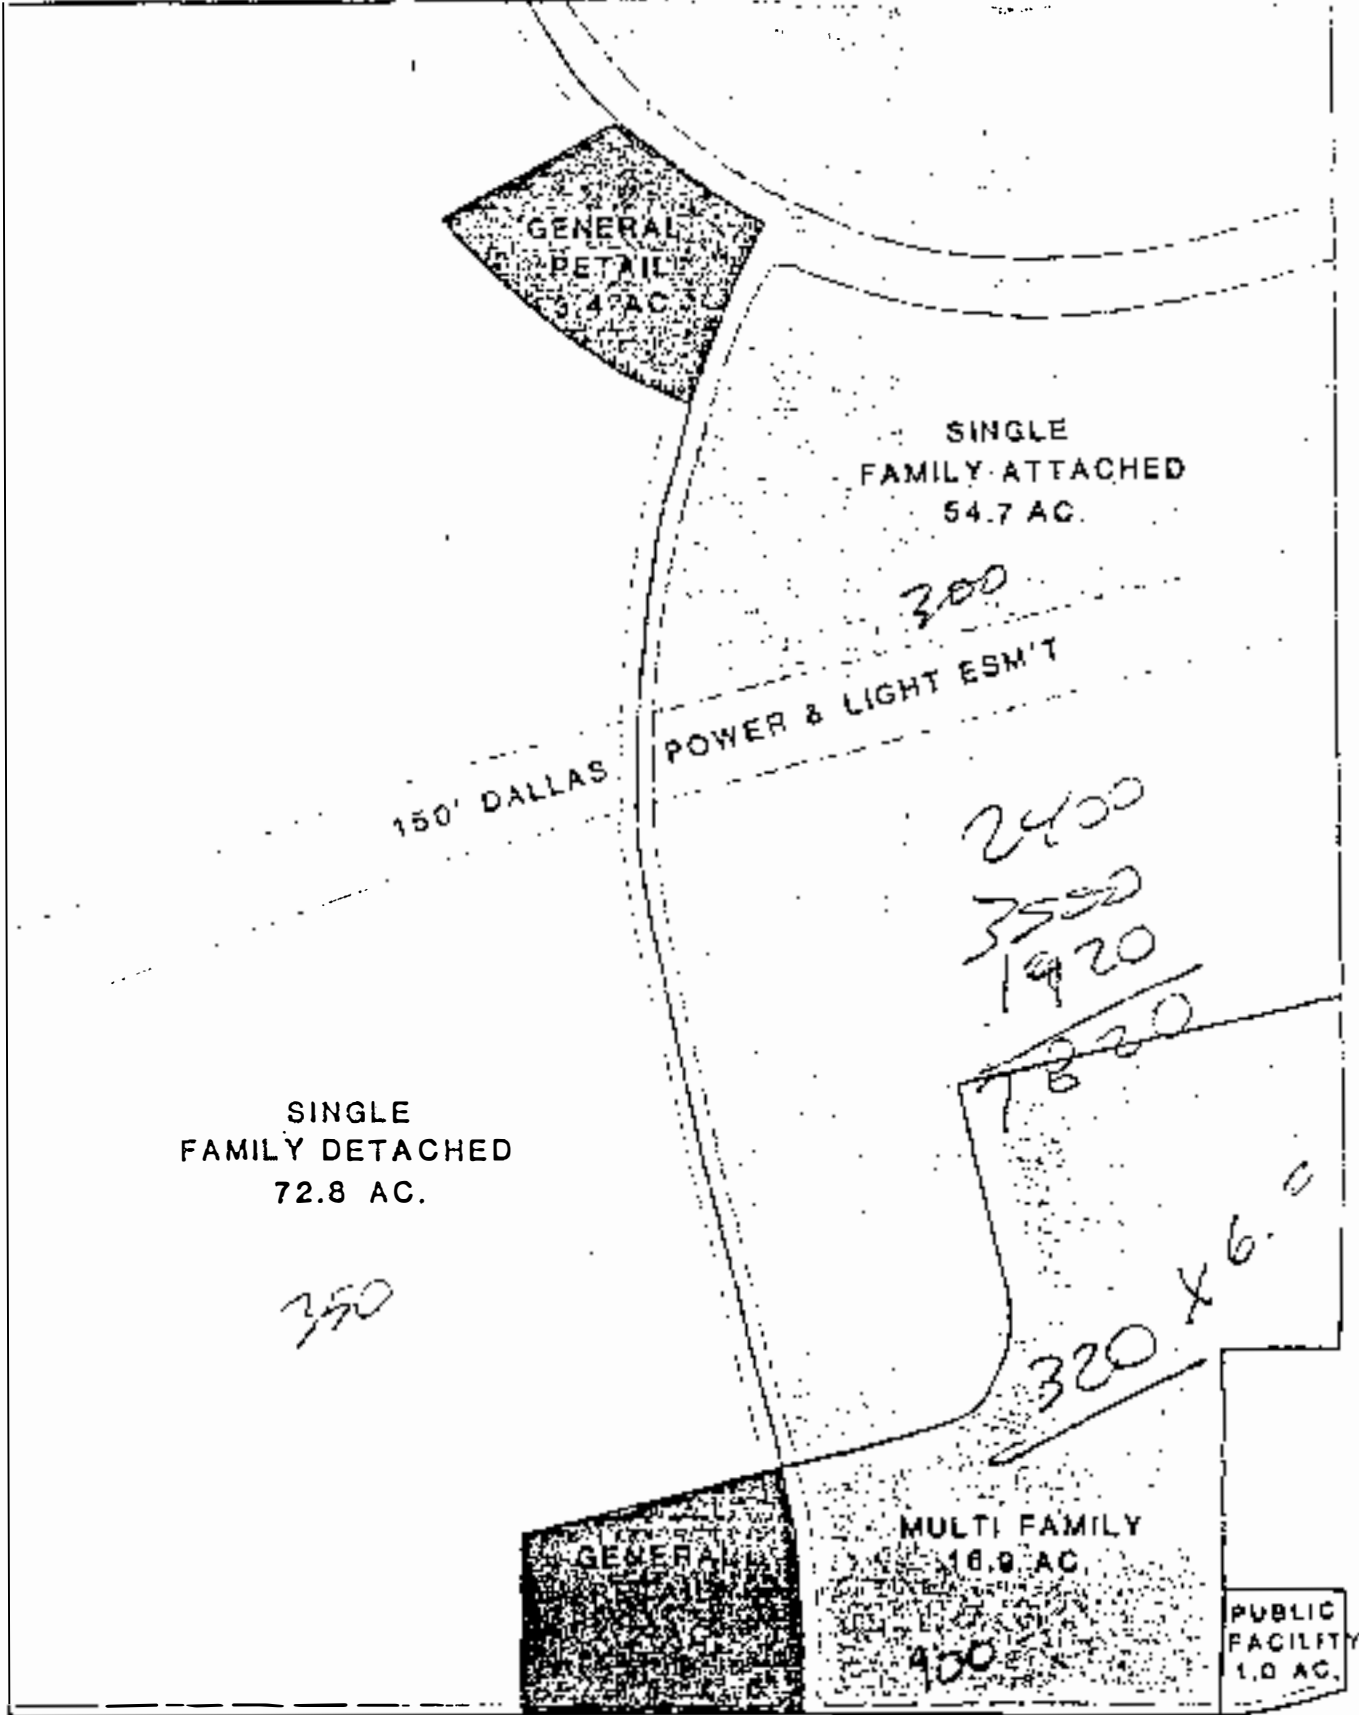 GENERAL
RETAIL
3.4 AC
SINGLE
FAMILY ATTACHED
54.7 AC.
300
150' DALLAS POWER & LIGHT ESM'T
2400
3500
1920
7820
SINGLE
FAMILY DETACHED
72.8 AC.
350
320 X 6.
GENERAL
MULTI FAMILY
16.9 AC
400
PUBLIC
FACILITY
1.0 AC.